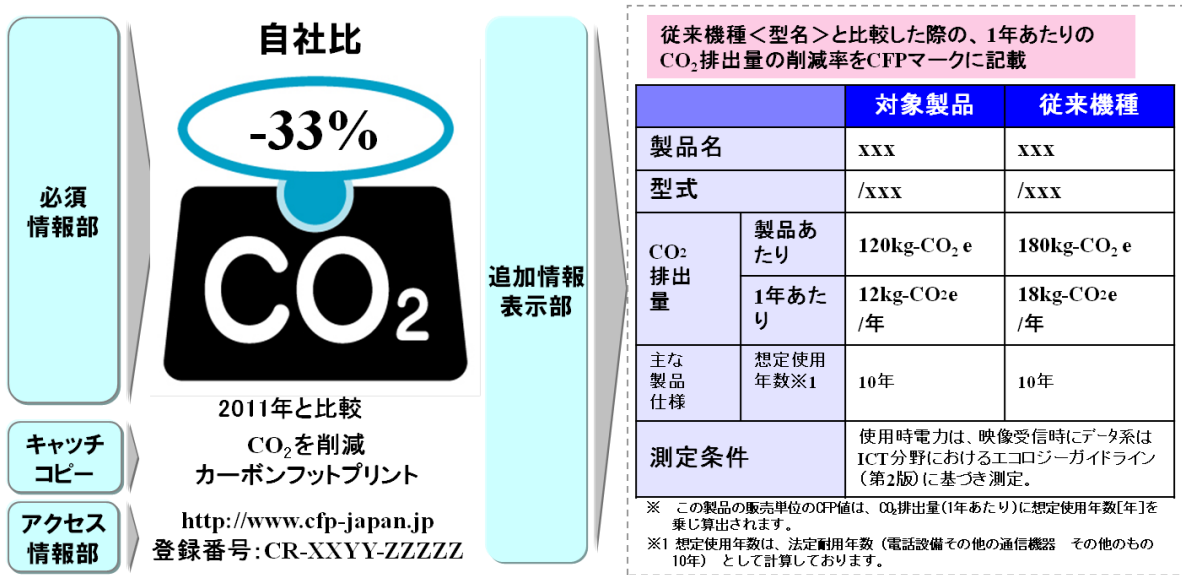 必須
情報部
キャッチ
コピー
アクセス
情報部
自社比
-33%
CO2
2011年と比較
CO₂を削減
カーボンフットプリント
http://www.cfp-japan.jp
登録番号:CR-XXYY-ZZZZZ
追加情報
表示部
従来機種<型名>と比較した際の、1年あたりの
CO₂排出量の削減率をCFPマークに記載
対象製品 従来機種
製品名 xxx xxx
型式 /xxx /xxx
CO2
排出
量
製品あ
たり
120kg-CO₂ e 180kg-CO₂ e
1年あた
り
12kg-CO2e
/年
18kg-CO2e
/年
主な
製品
仕様
想定使用
年数※1
10年 10年
測定条件
使用時電力は、映像受信時にデータ系は
ICT分野におけるエコロジーガイドライン
(第2版)に基づき測定。
※ この製品の販売単位のCFP値は、CO₂排出量(1年あたり)に想定使用年数[年]を
乗じ算出されます。
※1 想定使用年数は、法定耐用年数(電話設備その他の通信機器 その他のもの
10年) として計算しております。